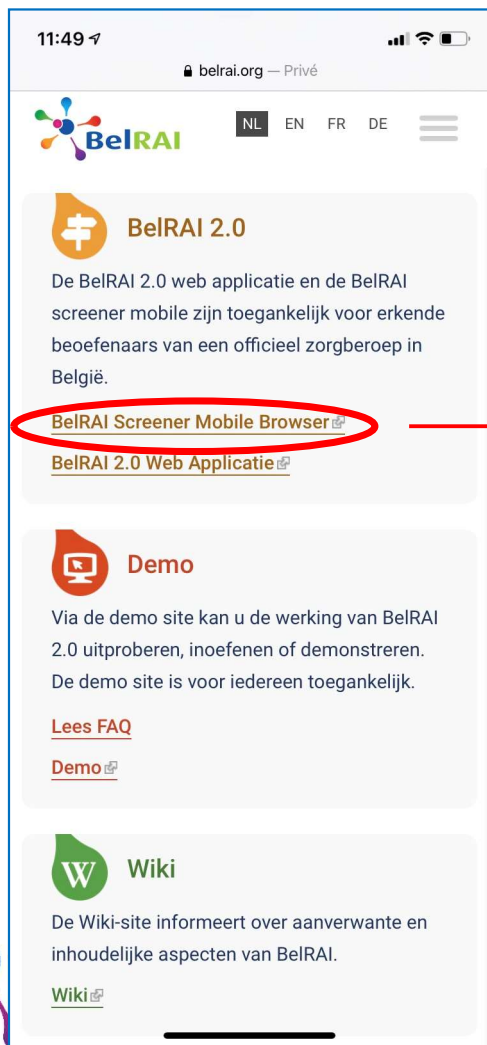 11:49
belrai.org — Privé
BelRAI
NL EN FR DE
BelRAI 2.0
De BelRAI 2.0 web applicatie en de BelRAI
screener mobile zijn toegankelijk voor erkende
beoefenaars van een officieel zorgberoep in
België.
BelRAI Screener Mobile Browser
BelRAI 2.0 Web Applicatie
Demo
Via de demo site kan u de werking van BelRAI
2.0 uitproberen, inoefenen of demonstreren.
De demo site is voor iedereen toegankelijk.
Lees FAQ
Demo
W
Wiki
De Wiki-site informeert over aanverwante en
inhoudelijke aspecten van BelRAI.
Wiki